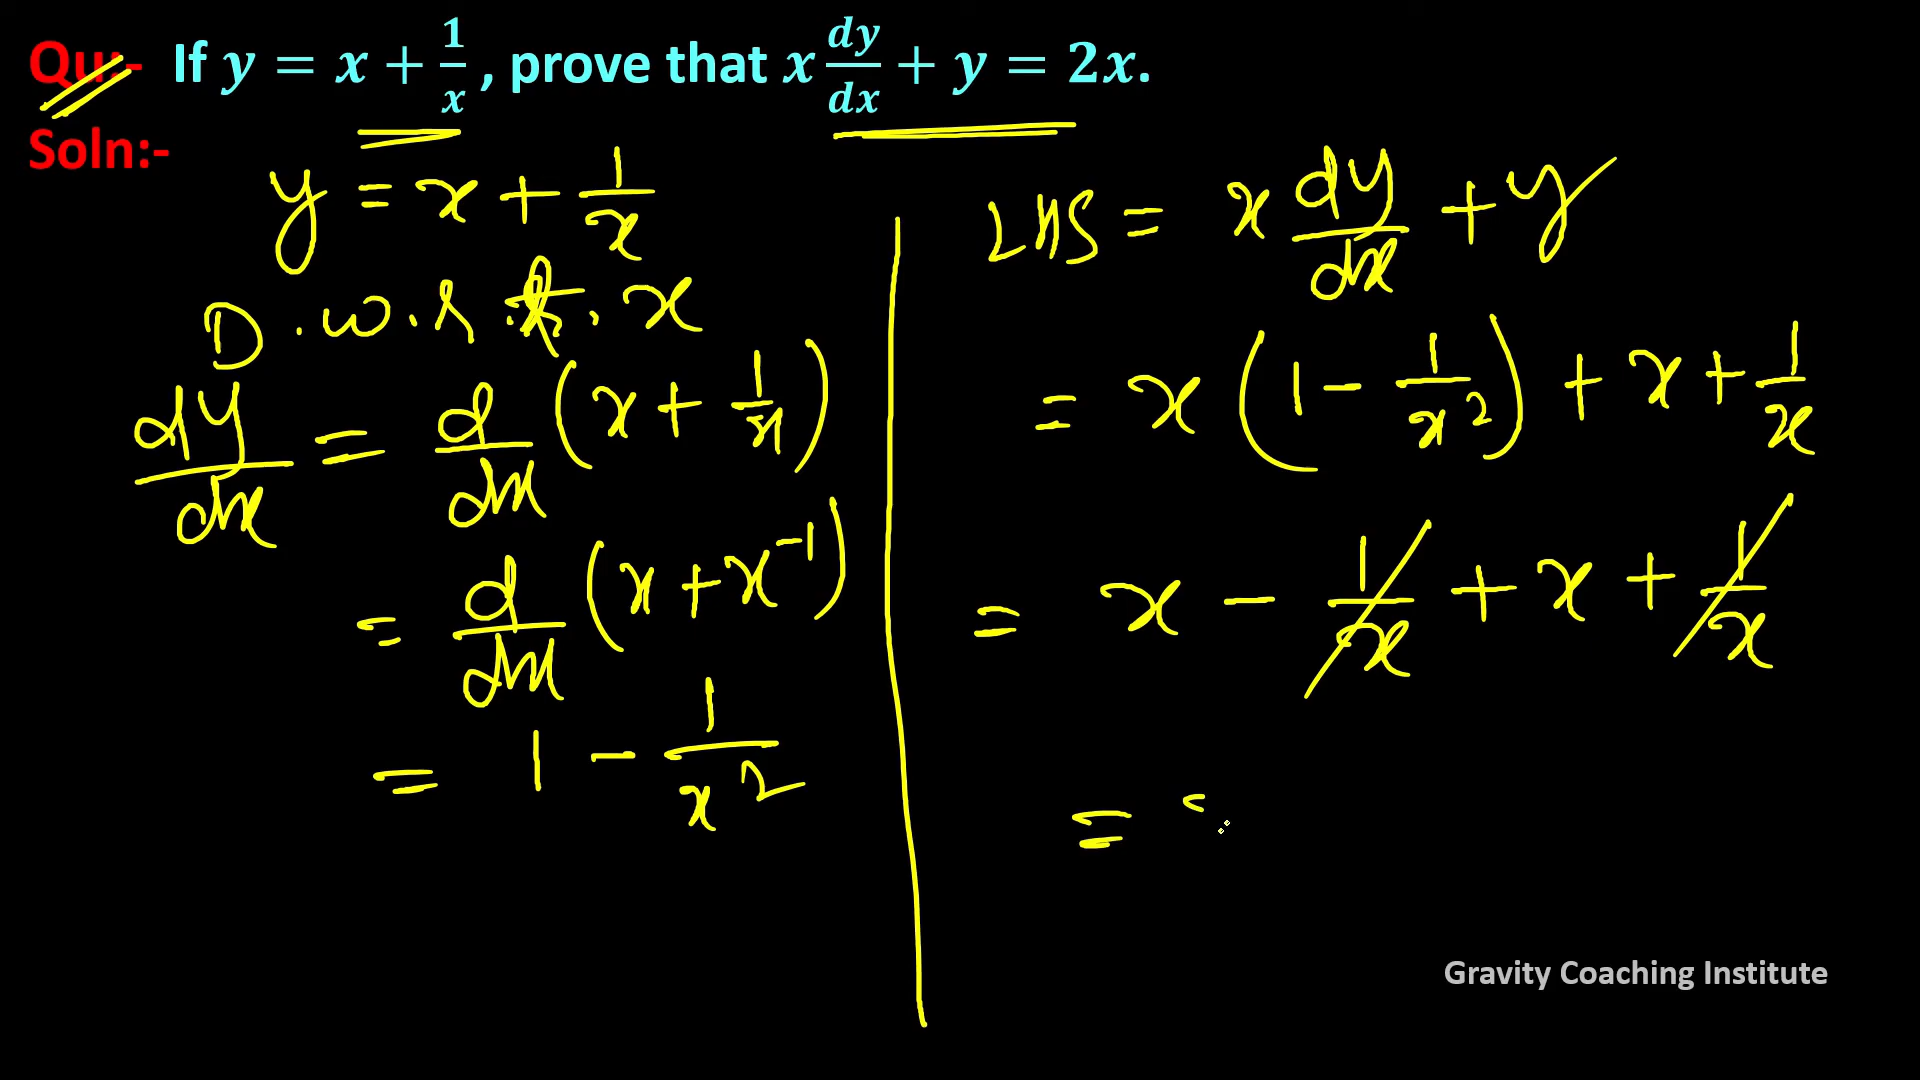 Qu:- If y = x + 1/x , prove that x dy/dx + y = 2x.
Soln:-
y = x + 1/x
D.w.r.t. x
dy/dx = d/dx (x + 1/x)
= d/dx (x + x⁻¹)
= 1 - 1/x²
LHS = x dy/dx + y
= x (1 - 1/x²) + x + 1/x
= x - 1/x + x + 1/x
=
Gravity Coaching Institute